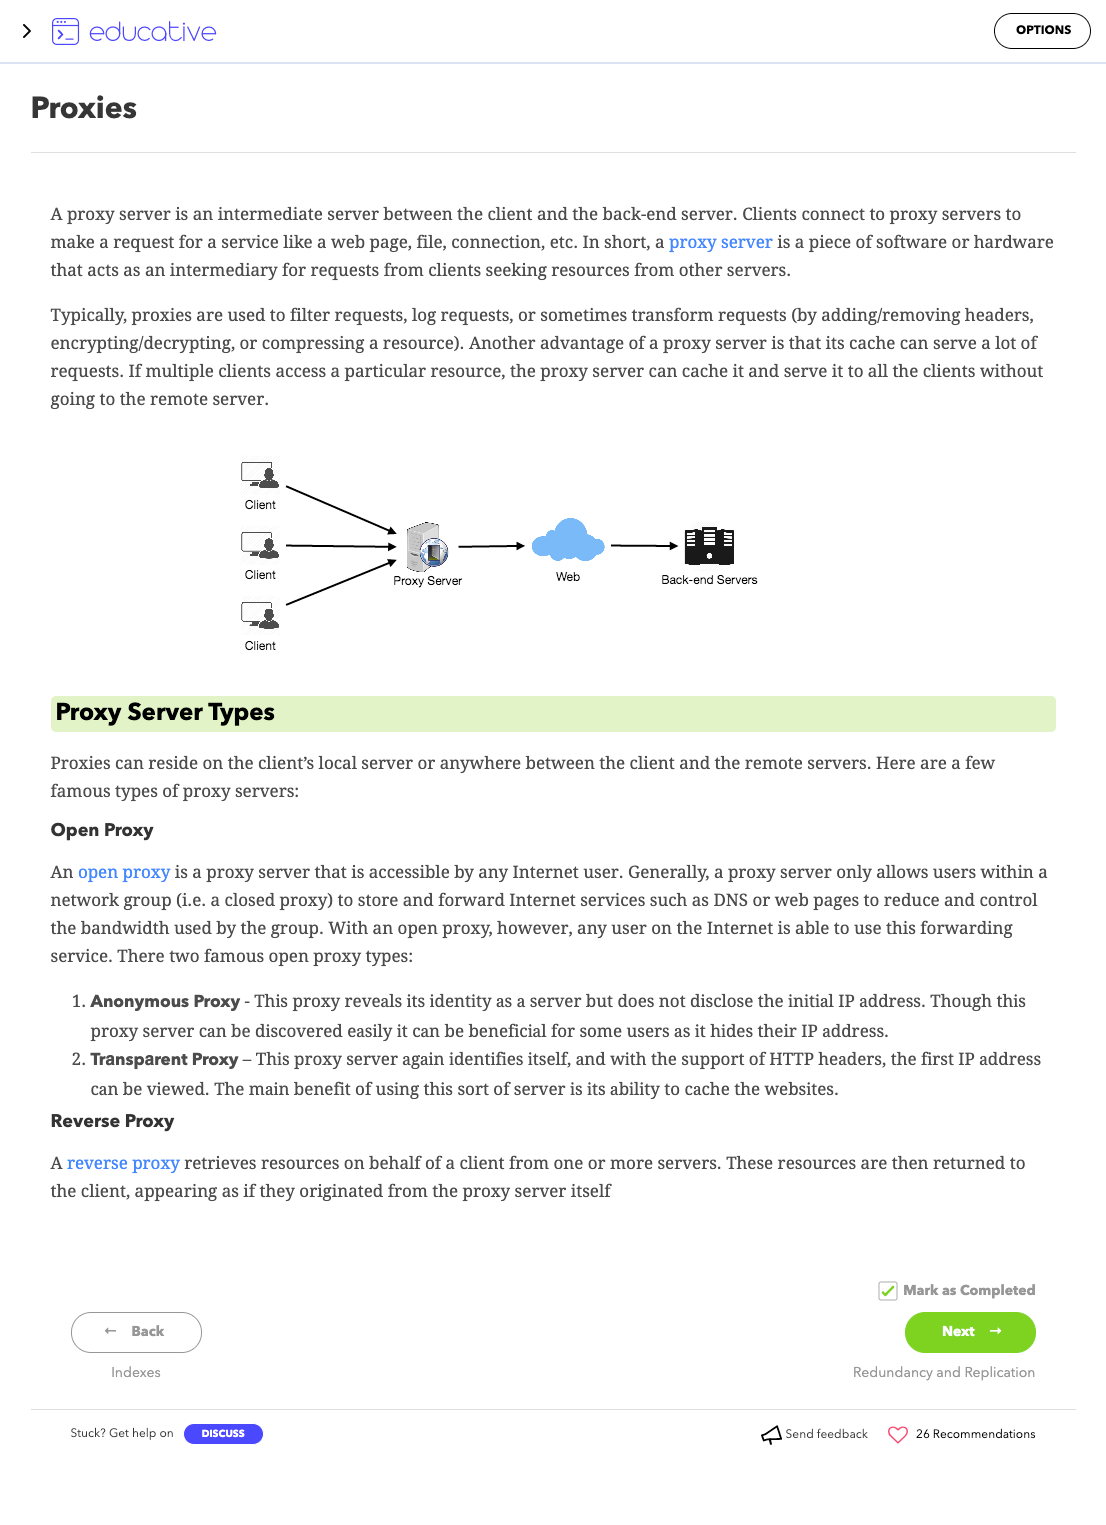 educative
OPTIONS
Proxies
A proxy server is an intermediate server between the client and the back-end server. Clients connect to proxy servers to
make a request for a service like a web page, file, connection, etc. In short, a proxy server is a piece of software or hardware
that acts as an intermediary for requests from clients seeking resources from other servers.
Typically, proxies are used to filter requests, log requests, or sometimes transform requests (by adding/removing headers,
encrypting/decrypting, or compressing a resource). Another advantage of a proxy server is that its cache can serve a lot of
requests. If multiple clients access a particular resource, the proxy server can cache it and serve it to all the clients without
going to the remote server.
Client
Client
Client
Proxy Server
Web
Back-end Servers
Proxy Server Types
Proxies can reside on the client’s local server or anywhere between the client and the remote servers. Here are a few
famous types of proxy servers:
Open Proxy
An open proxy is a proxy server that is accessible by any Internet user. Generally, a proxy server only allows users within a
network group (i.e. a closed proxy) to store and forward Internet services such as DNS or web pages to reduce and control
the bandwidth used by the group. With an open proxy, however, any user on the Internet is able to use this forwarding
service. There two famous open proxy types:
1. Anonymous Proxy - This proxy reveals its identity as a server but does not disclose the initial IP address. Though this
proxy server can be discovered easily it can be beneficial for some users as it hides their IP address.
2. Transparent Proxy – This proxy server again identifies itself, and with the support of HTTP headers, the first IP address
can be viewed. The main benefit of using this sort of server is its ability to cache the websites.
Reverse Proxy
A reverse proxy retrieves resources on behalf of a client from one or more servers. These resources are then returned to
the client, appearing as if they originated from the proxy server itself
Mark as Completed
← Back
Next →
Indexes
Redundancy and Replication
Stuck? Get help on DISCUSS
Send feedback
26 Recommendations